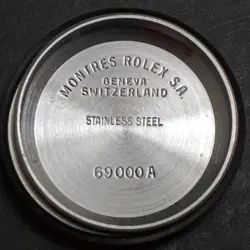 MONTRES ROLEX S.A.
GENEVA
SWITZERLAND
STAINLESS STEEL
69000A